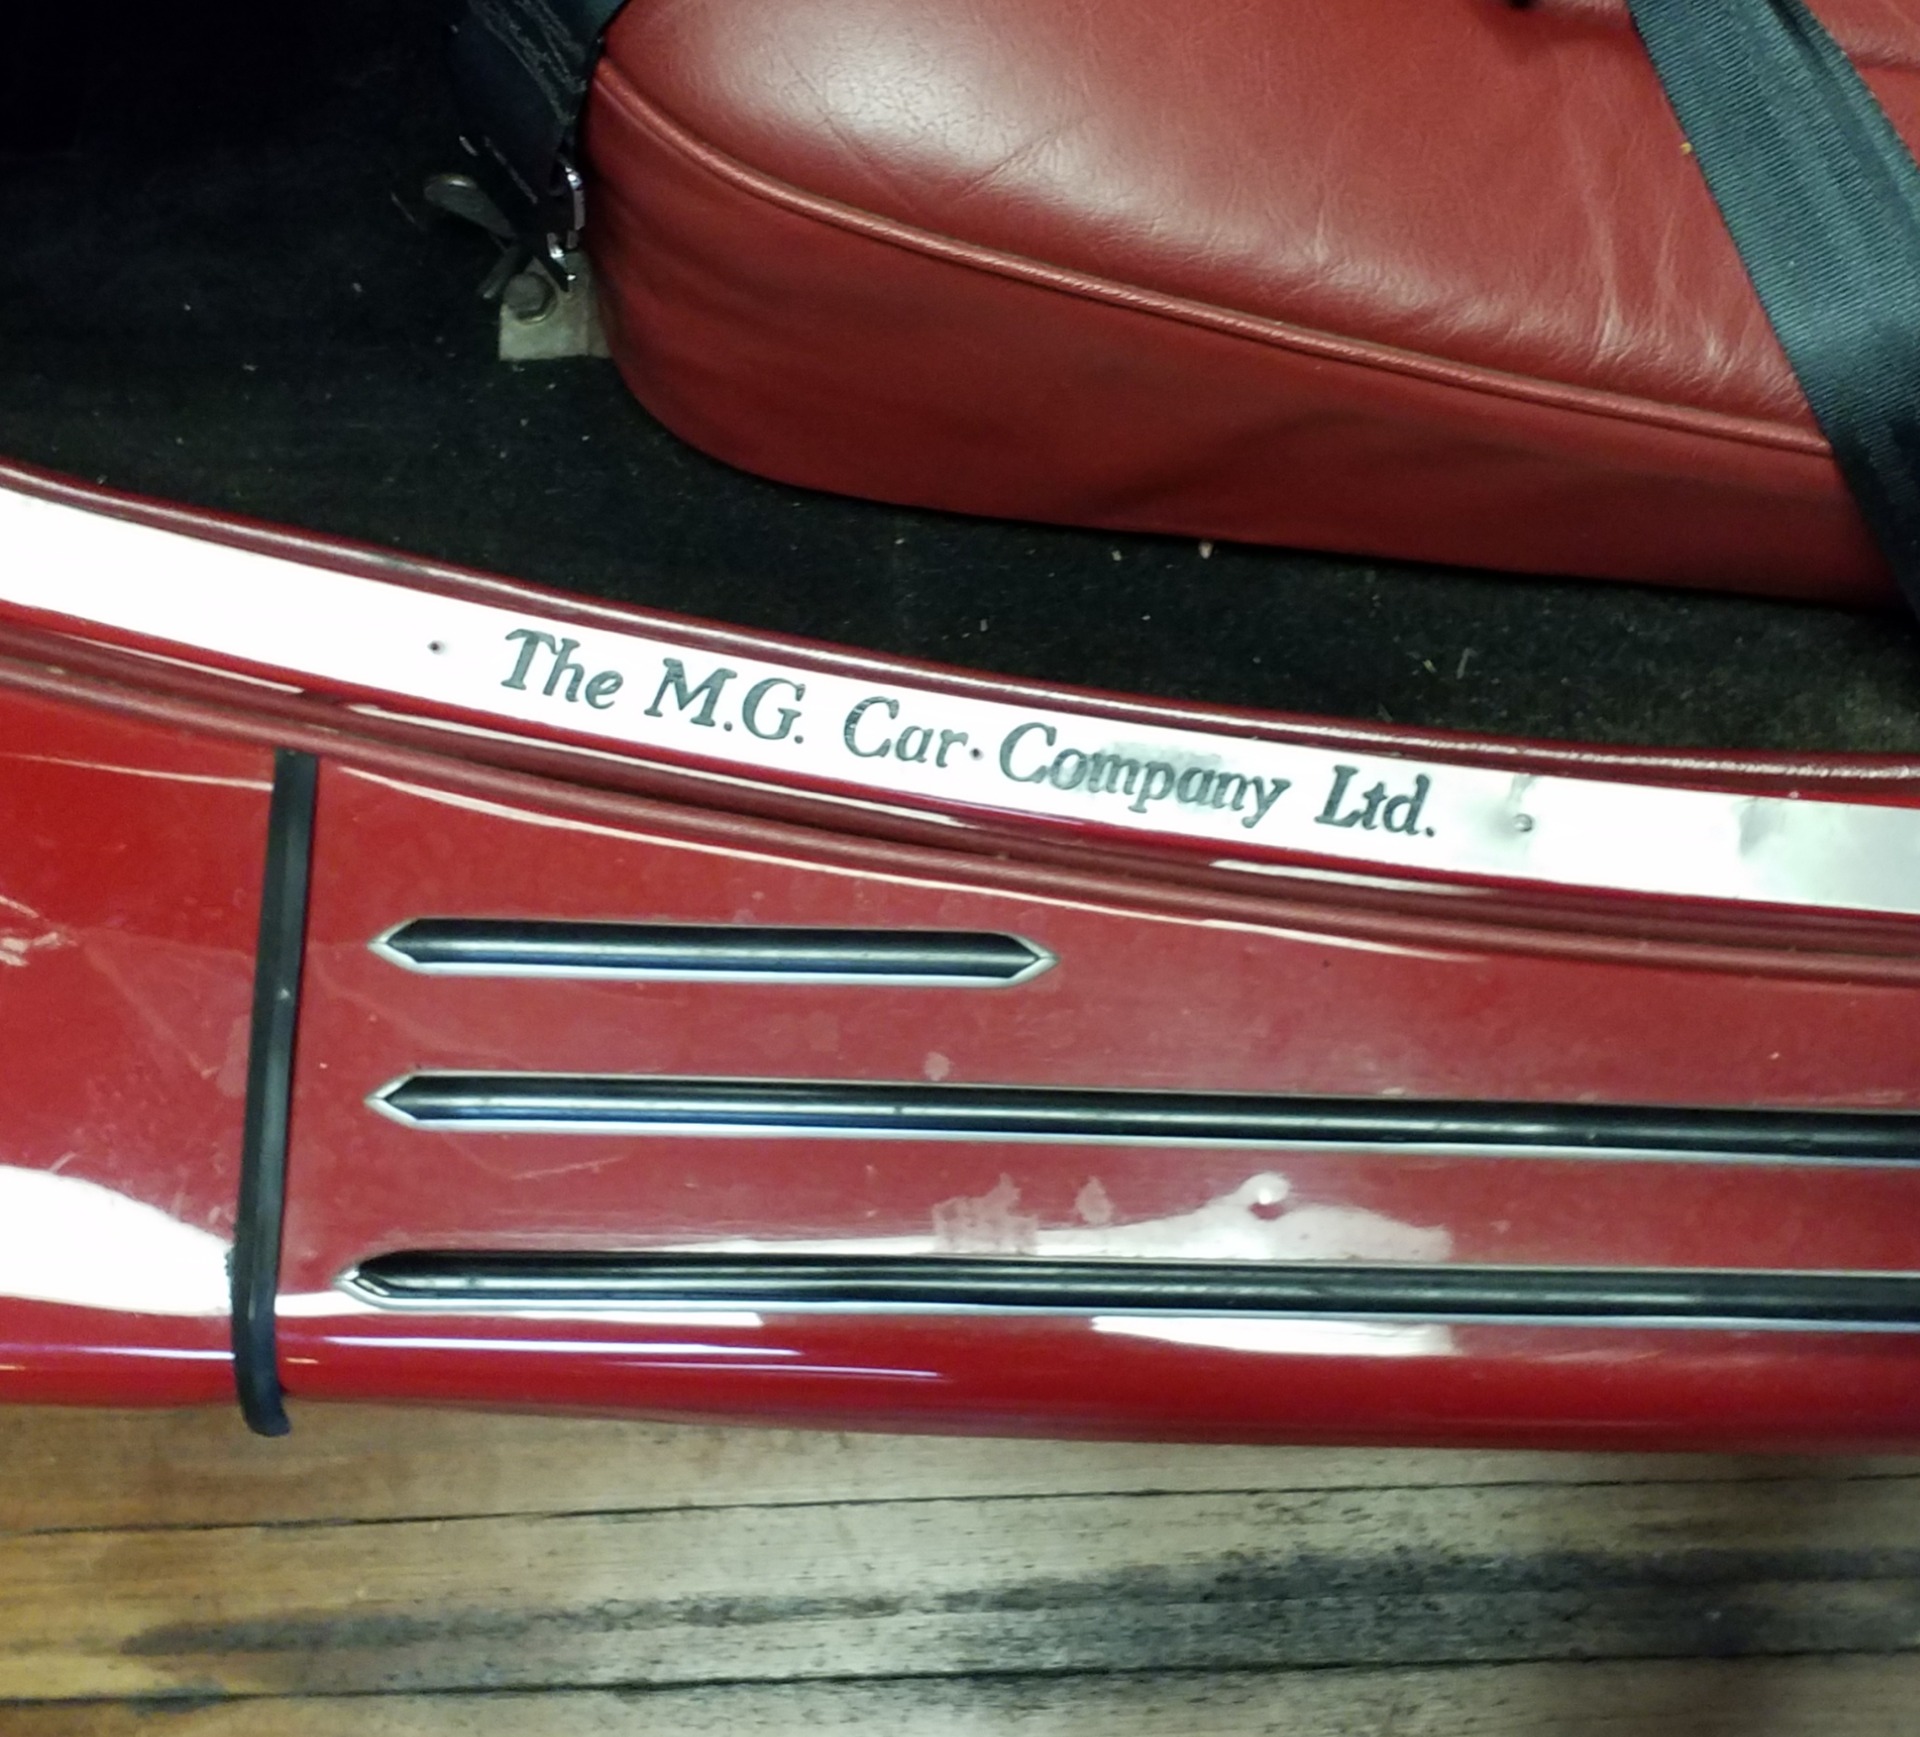 The M.G. Car Company Ltd.